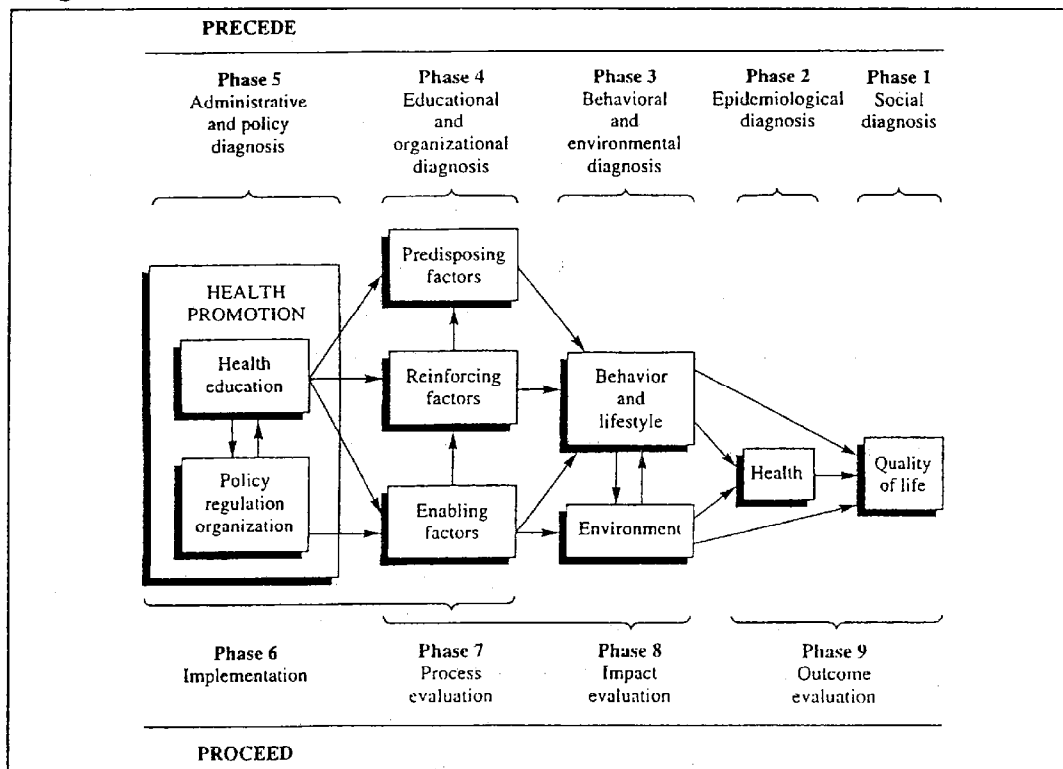 PRECEDE
Phase 5
Administrative
and policy
diagnosis
Phase 4
Educational
and
organizational
diagnosis
Phase 3
Behavioral
and
environmental
diagnosis
Phase 2
Epidemiological
diagnosis
Phase 1
Social
diagnosis
HEALTH
PROMOTION
Health
education
Policy
regulation
organization
Predisposing
factors
Reinforcing
factors
Enabling
factors
Behavior
and
lifestyle
Environment
Health
Quality
of life
Phase 6
Implementation
Phase 7
Process
evaluation
Phase 8
Impact
evaluation
Phase 9
Outcome
evaluation
PROCEED